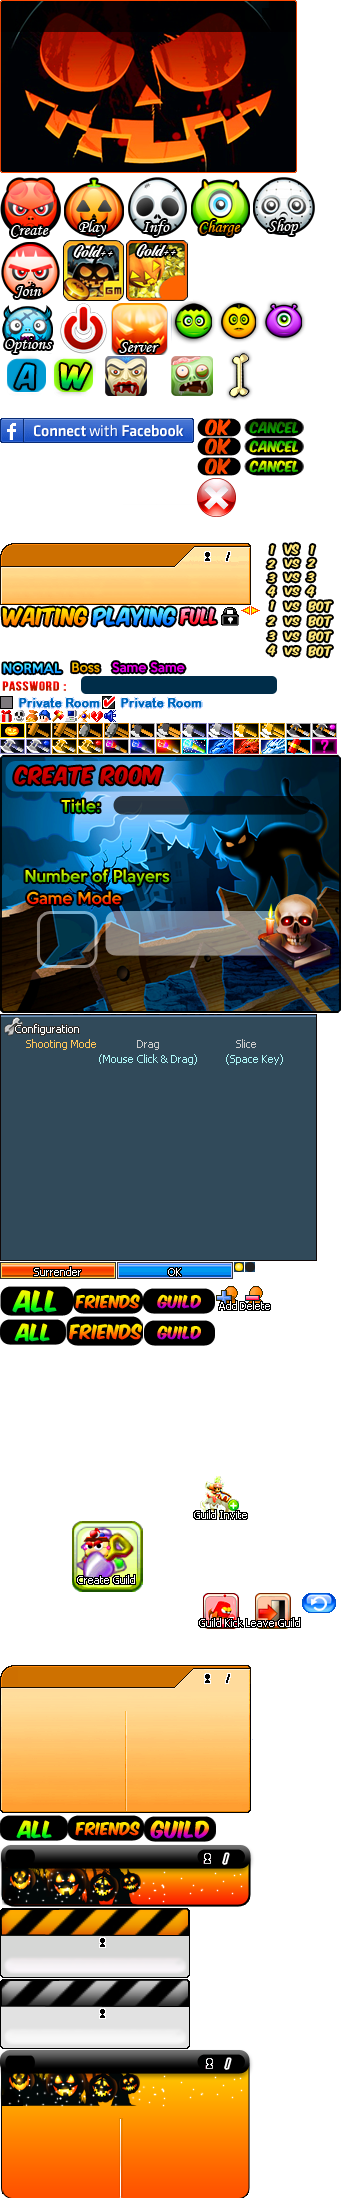 Create Play Info Charge Shop
Join Gold++ GM Gold++
Options Server
A W
f Connect with Facebook
OK CANCEL
OK CANCEL
OK CANCEL
/
1 VS 1
2 VS 2
3 VS 3
4 VS 4
1 VS BOT
2 VS BOT
3 VS BOT
4 VS BOT
WAITING PLAYING FULL
NORMAL Boss Same Same
PASSWORD :
Private Room Private Room
?
CREATE ROOM
Title:
Number of Players
Game Mode
Configuration
Shooting Mode Drag Slice
(Mouse Click & Drag) (Space Key)
Surrender OK
ALL FRIENDS GUILD Add Delete
ALL FRIENDS GUILD
Guild Invite
Create Guild
Guild Kick Leave Guild
/
ALL FRIENDS GUILD
0
0